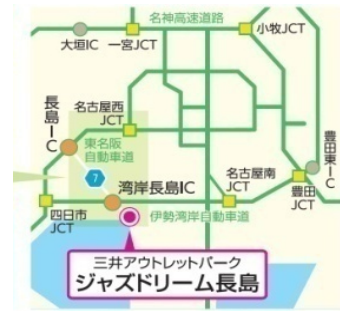 名神高速道路
大垣IC
一宮JCT
小牧JCT
長島IC
名古屋西
JCT
東名阪
自動車道
豊田東IC
7
湾岸長島IC
名古屋南
JCT
豊田
JCT
四日市
JCT
伊勢湾岸自動車道
三井アウトレットパーク
ジャズドリーム長島